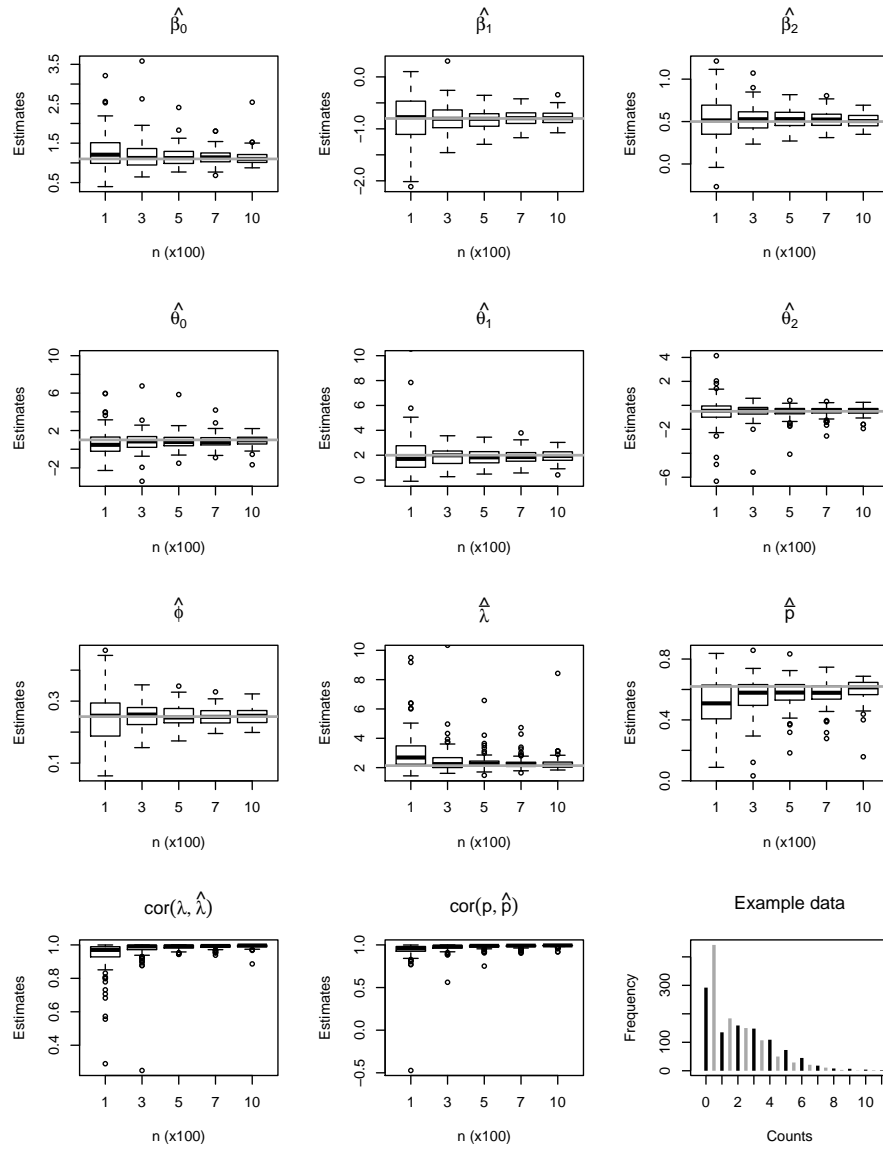 β̂₀ β̂₁ β̂₂
Estimates
0.5 1.5 2.5 3.5
1 3 5 7 10
n (x100)
Estimates
−2.0 −1.0 0.0
1 3 5 7 10
n (x100)
Estimates
0.0 0.5 1.0
1 3 5 7 10
n (x100)
θ̂₀ θ̂₁ θ̂₂
Estimates
−2 2 6 10
1 3 5 7 10
n (x100)
Estimates
0 2 4 6 8 10
1 3 5 7 10
n (x100)
Estimates
−6 −2 2 4
1 3 5 7 10
n (x100)
ϕ̂ λ̂̄ p̂̄
Estimates
0.1 0.3
1 3 5 7 10
n (x100)
Estimates
2 4 6 8 10
1 3 5 7 10
n (x100)
Estimates
0.0 0.4 0.8
1 3 5 7 10
n (x100)
cor(λ, λ̂) cor(p, p̂) Example data
Estimates
0.4 0.6 0.8 1.0
1 3 5 7 10
n (x100)
Estimates
−0.5 0.0 0.5 1.0
1 3 5 7 10
n (x100)
Frequency
0 100 300
0 2 4 6 8 10
Counts